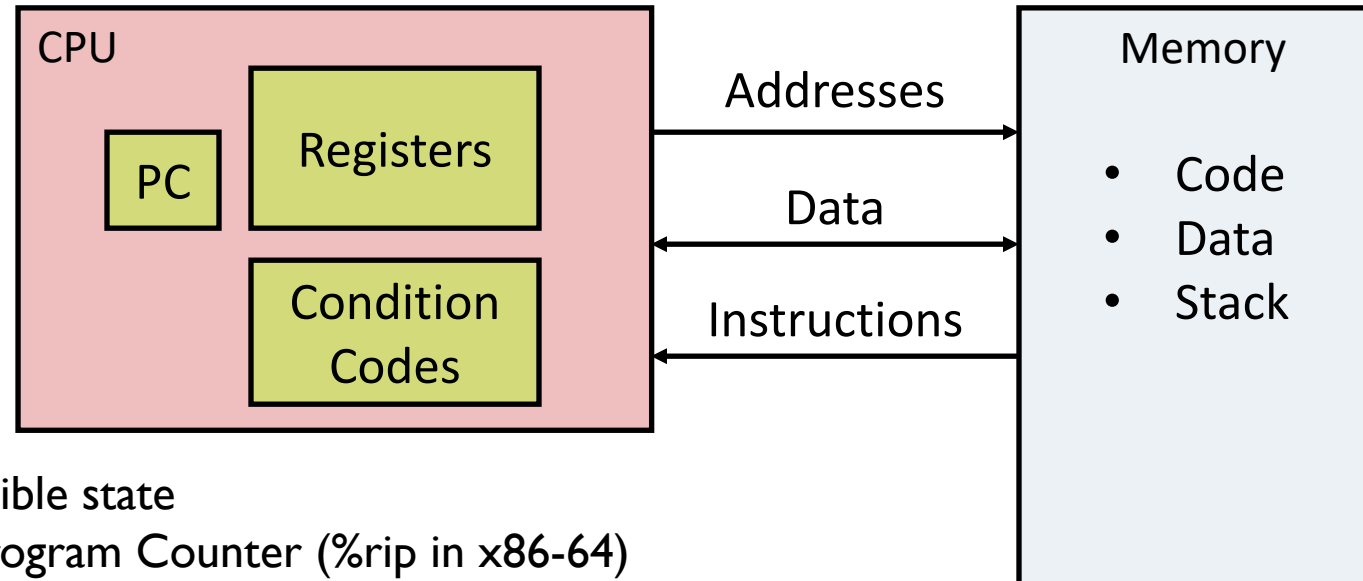 CPU
PC
Registers
Condition
Codes
Addresses
Data
Instructions
Memory
• Code
• Data
• Stack
ible state
ogram Counter (%rip in x86-64)